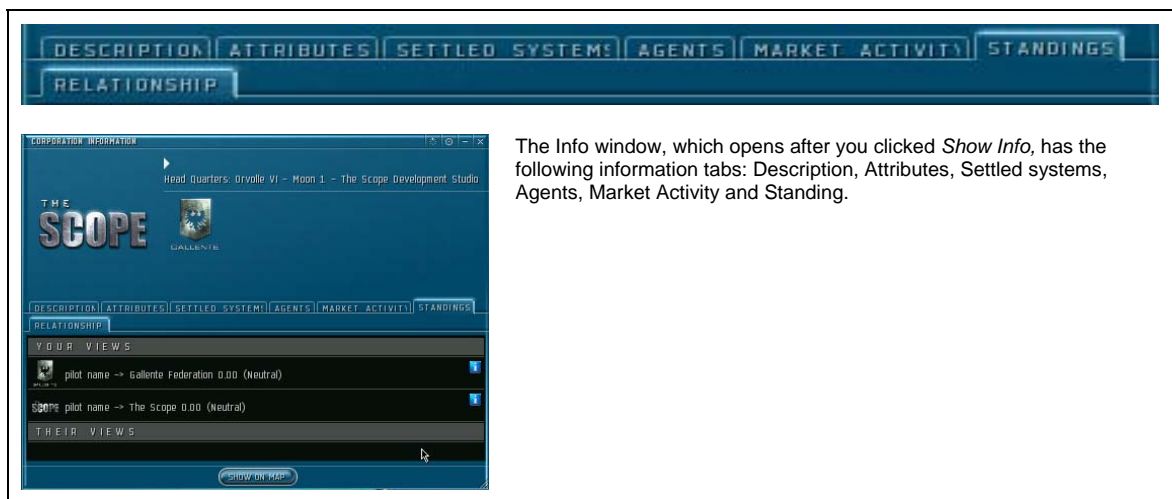 DESCRIPTION ATTRIBUTES SETTLED SYSTEMS AGENTS MARKET ACTIVITY STANDINGS
RELATIONSHIP
CORPORATION INFORMATION
Head Quarters: Orvolle VI - Moon 1 - The Scope Development Studio
THE
SCOPE
GALLENTE
DESCRIPTION ATTRIBUTES SETTLED SYSTEMS AGENTS MARKET ACTIVITY STANDINGS
RELATIONSHIP
YOUR VIEWS
pilot name -> Gallente Federation 0.00 (Neutral)
SCOPE pilot name -> The Scope 0.00 (Neutral)
THEIR VIEWS
SHOW ON MAP
The Info window, which opens after you clicked Show Info, has the
following information tabs: Description, Attributes, Settled systems,
Agents, Market Activity and Standing.